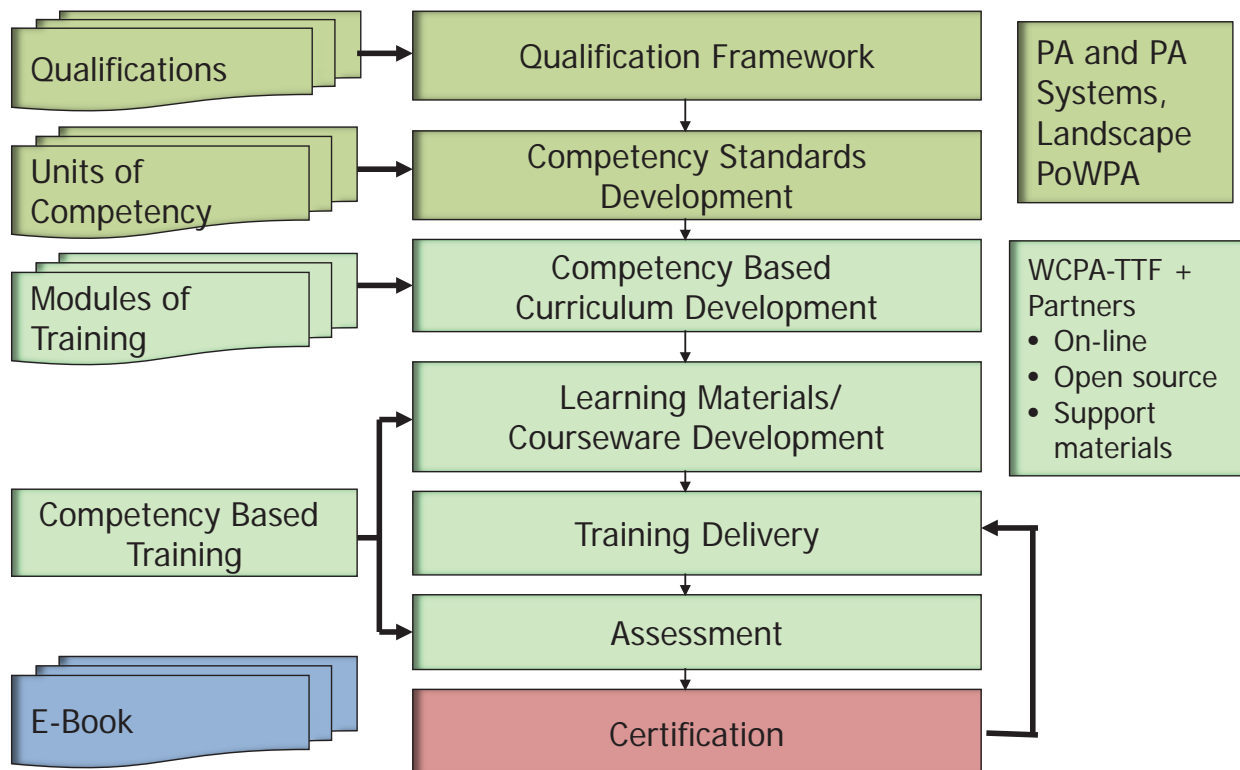 Qualifications
Qualification Framework
PA and PA
Systems,
Landscape
PoWPA
Units of
Competency
Competency Standards
Development
Modules of
Training
Competency Based
Curriculum Development
WCPA-TTF +
Partners
• On-line
• Open source
• Support
materials
Learning Materials/
Courseware Development
Competency Based
Training
Training Delivery
Assessment
E-Book
Certification